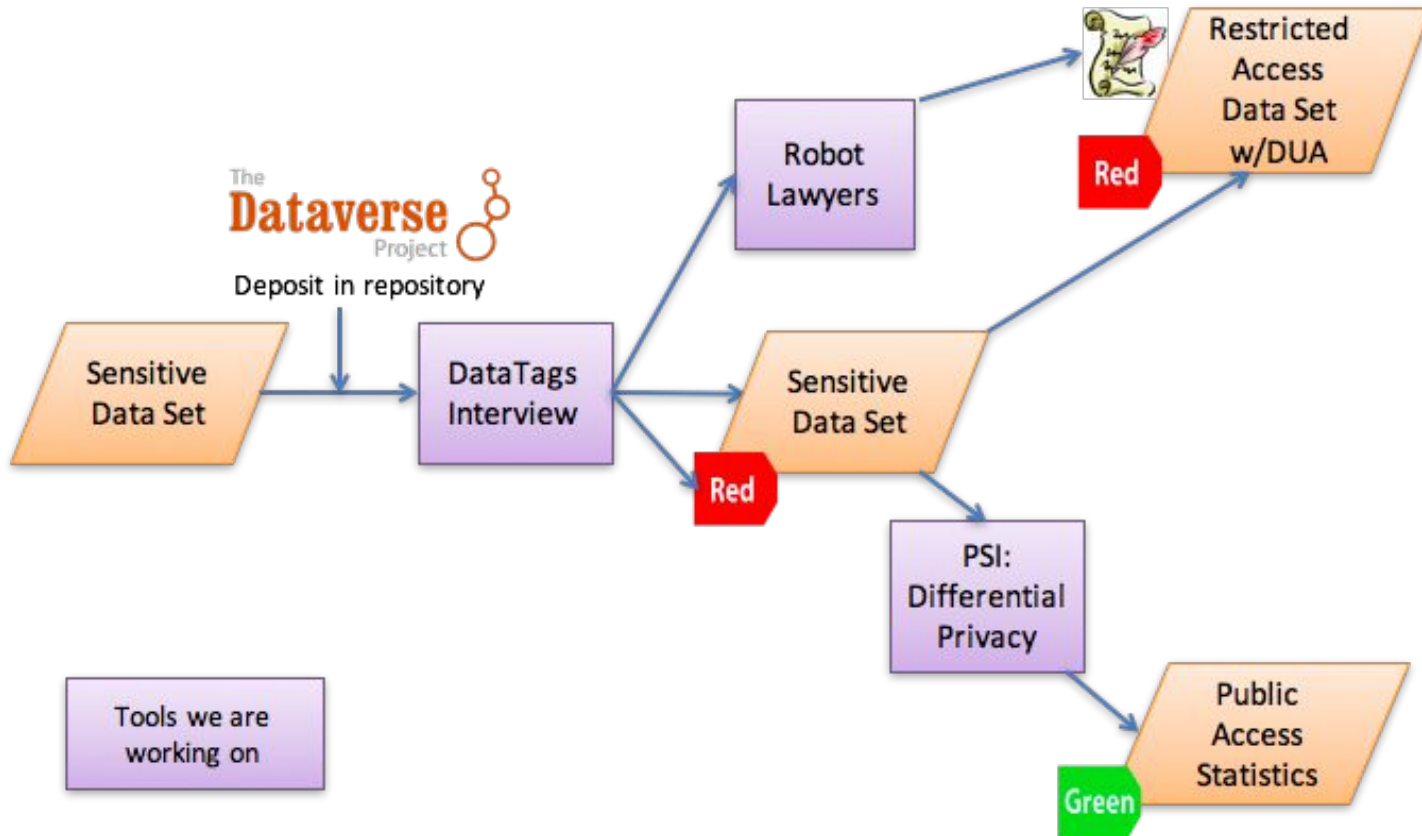 Restricted
Access
Data Set
w/DUA
Red
Robot
Lawyers
The
Dataverse
Project
Deposit in repository
Sensitive
Data Set
DataTags
Interview
Sensitive
Data Set
Red
PSI:
Differential
Privacy
Tools we are
working on
Public
Access
Statistics
Green